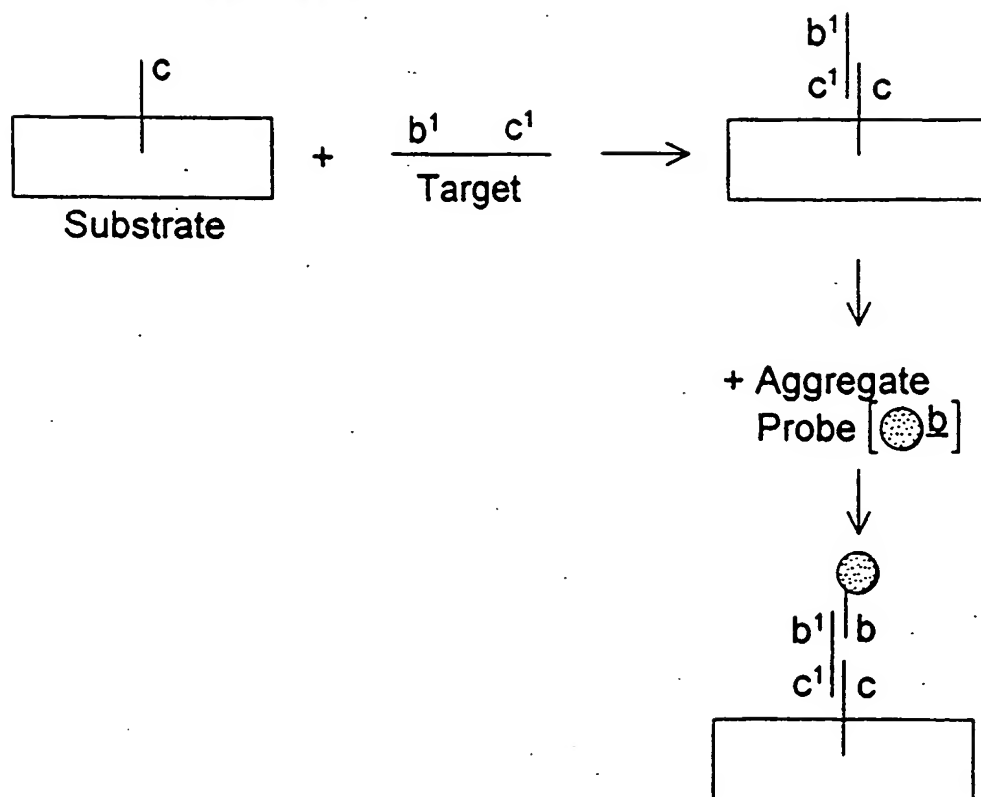 c
Substrate
+
b¹ c¹
Target
b¹
c¹ c
+ Aggregate
Probe [ b]
b¹ b
c¹ c